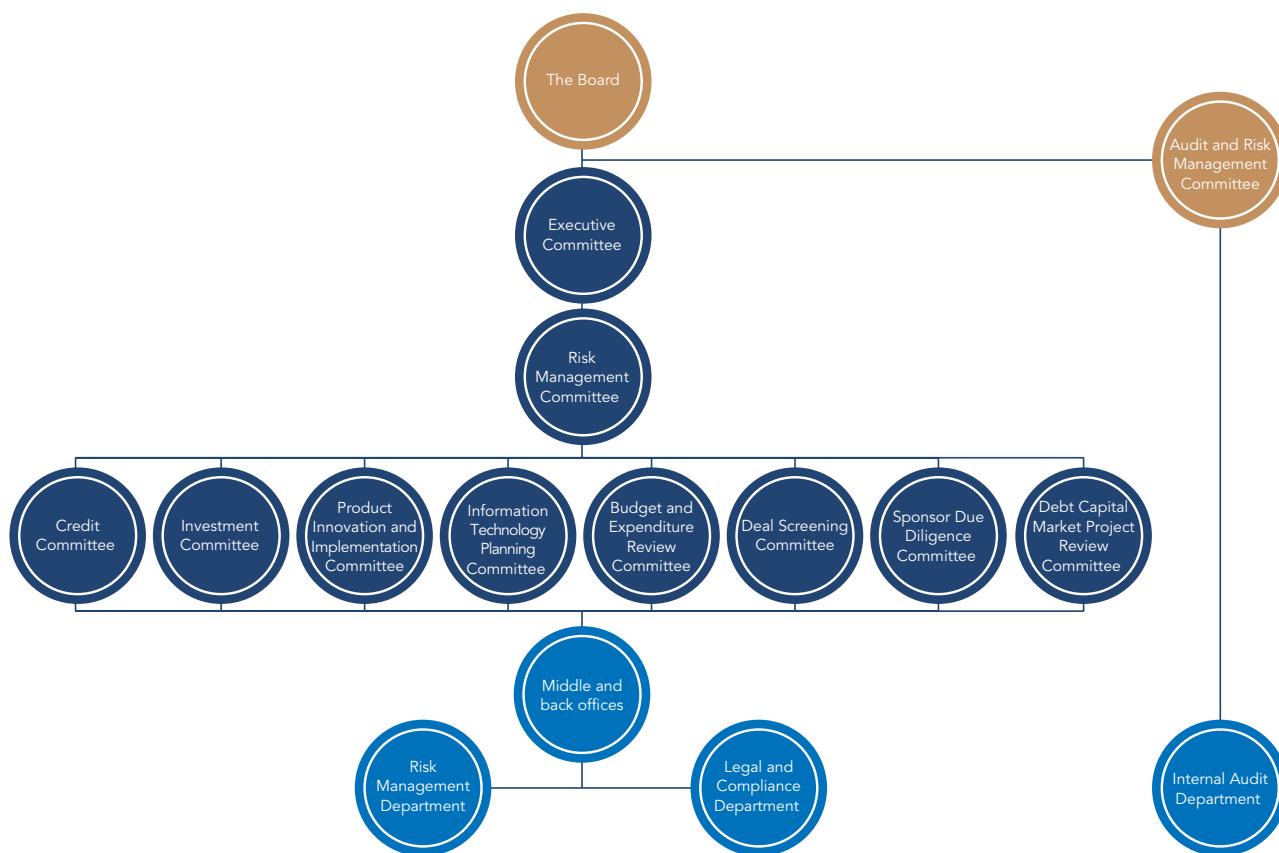 The Board
Audit and Risk
Management
Committee
Executive
Committee
Risk
Management
Committee
Credit
Committee
Investment
Committee
Product
Innovation and
Implementation
Committee
Information
Technology
Planning
Committee
Budget and
Expenditure
Review
Committee
Deal Screening
Committee
Sponsor Due
Diligence
Committee
Debt Capital
Market Project
Review
Committee
Middle and
back offices
Risk
Management
Department
Legal and
Compliance
Department
Internal Audit
Department